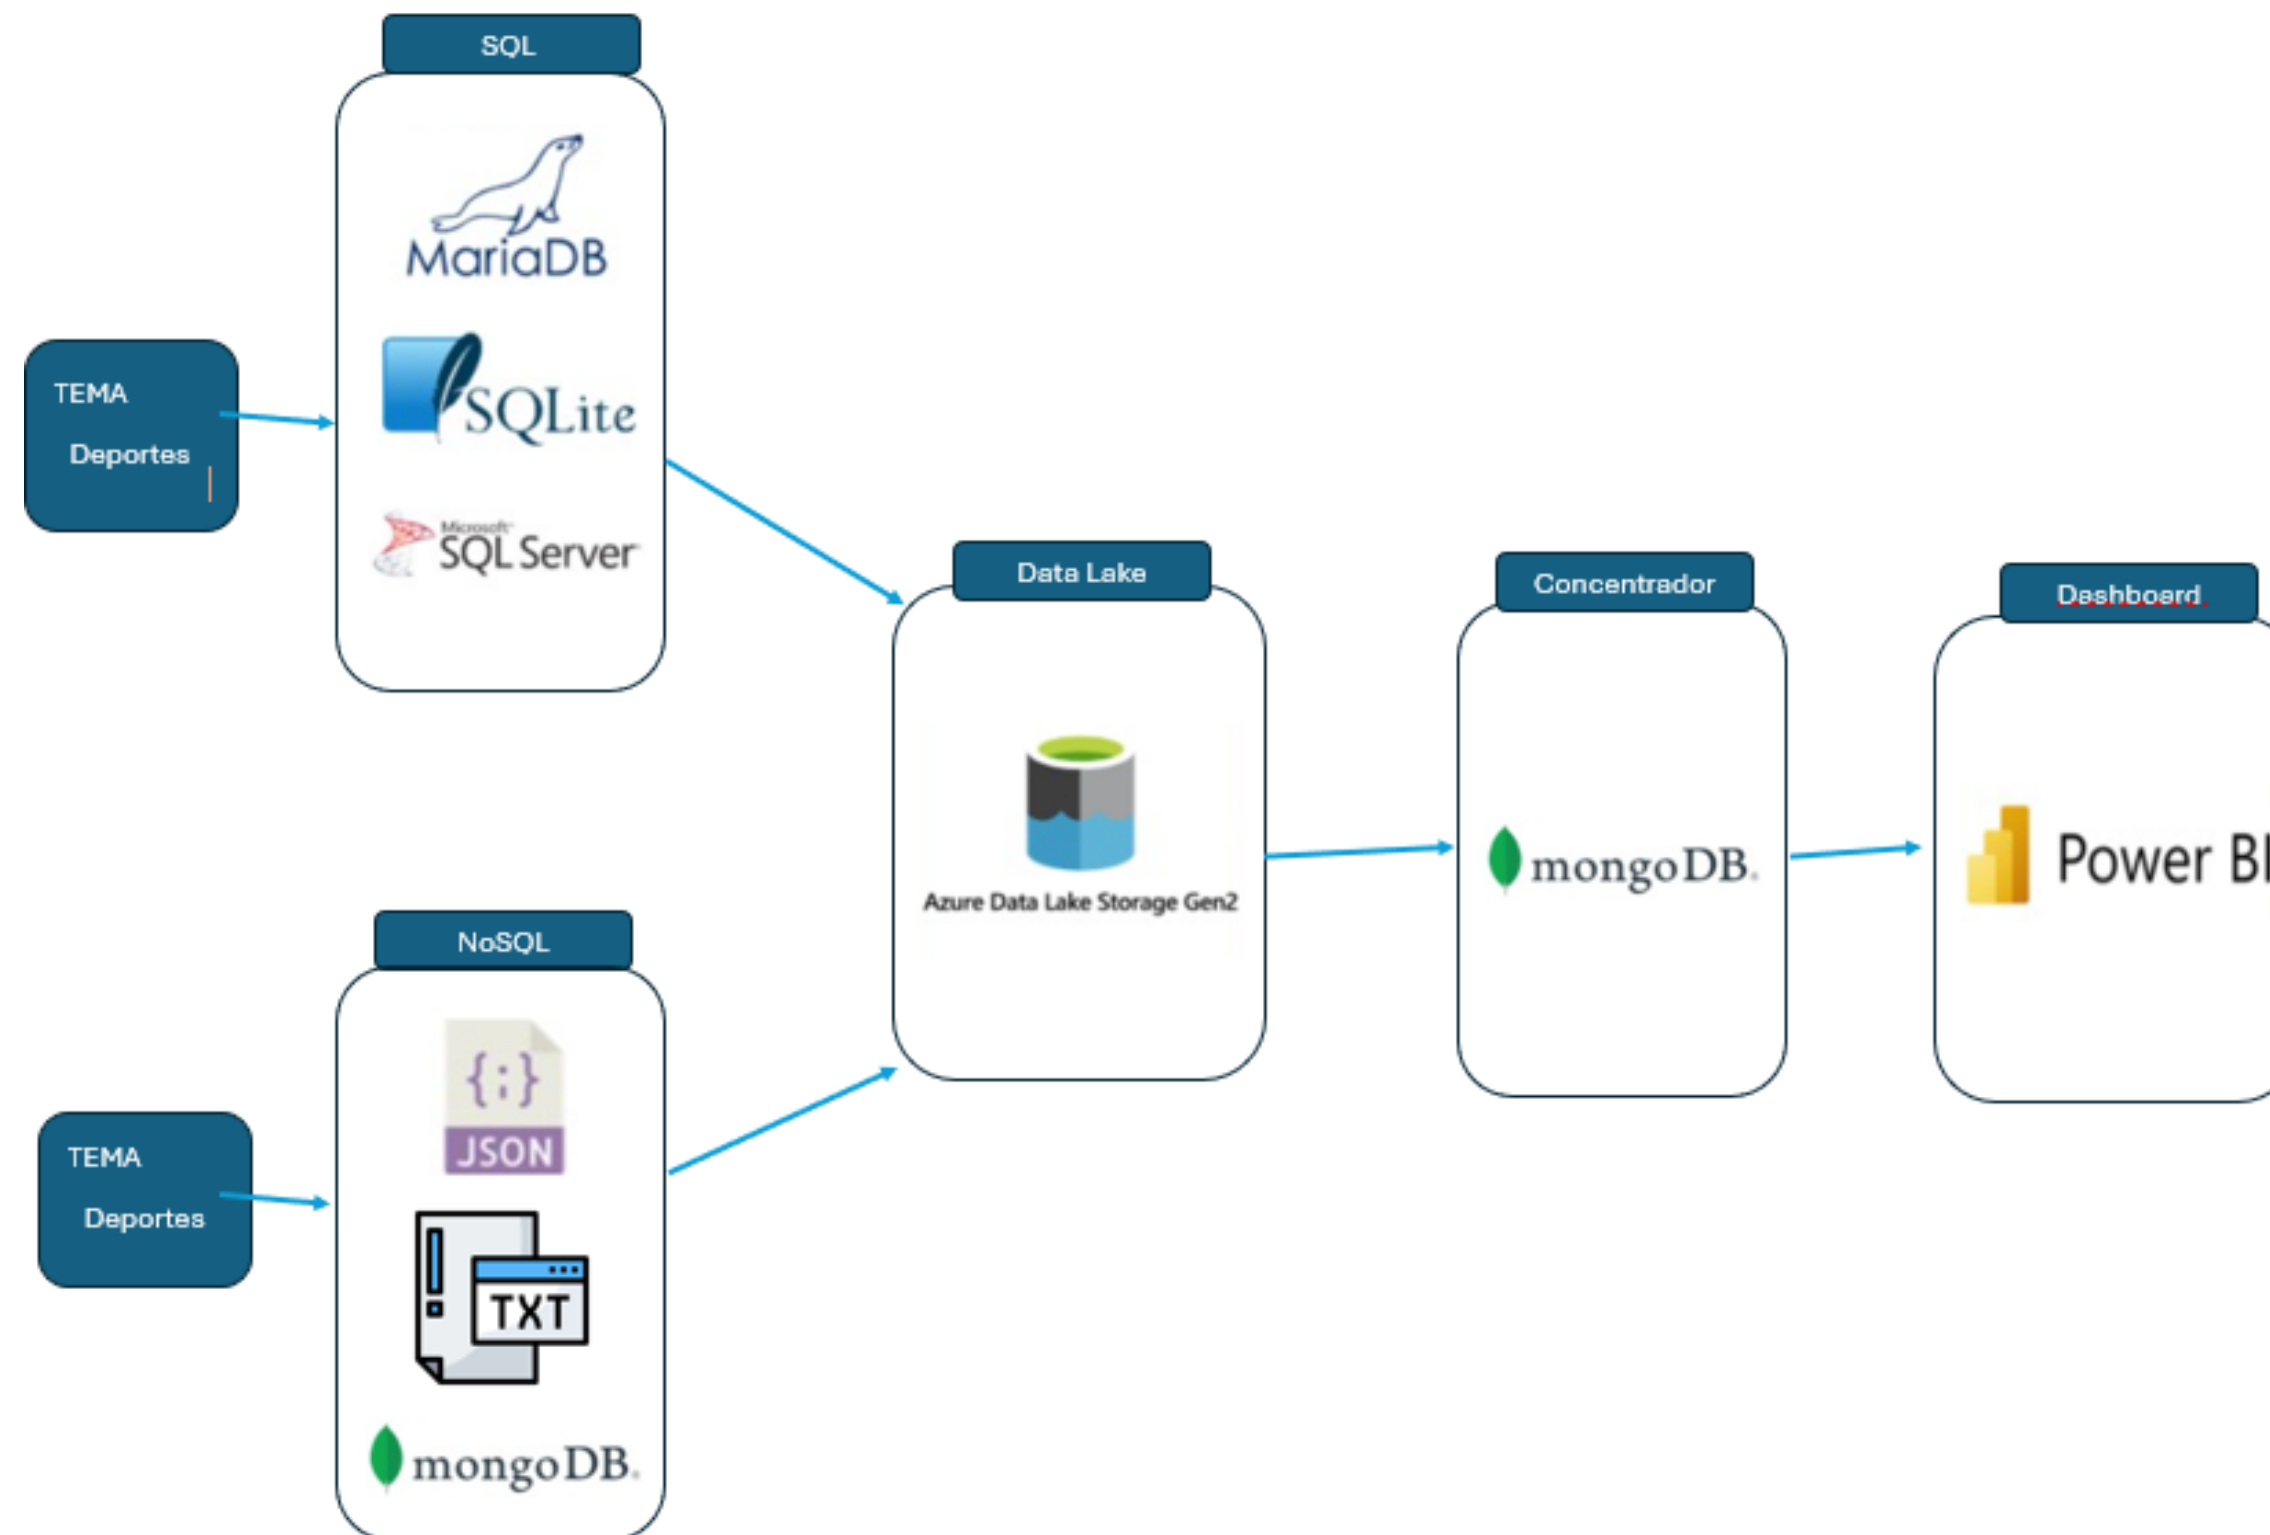 SQL
MariaDB
SQLite
Microsoft
SQL Server
TEMA
Deportes
Data Lake
Azure Data Lake Storage Gen2
Concentrador
mongoDB.
Dashboard
Power BI
NoSQL
{;}
JSON
TXT
mongoDB.
TEMA
Deportes